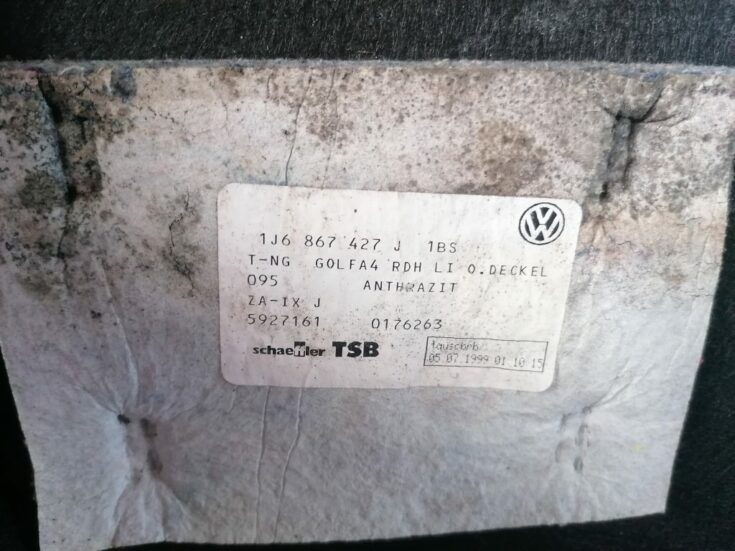 1J6 867 427 J 1BS
T-NG GOLFA4 RDH LI O.DECKEL
095 ANTHRAZIT
ZA-IX J
5927161 0176263
schaeffler TSB
05.07.1999 01:10:15